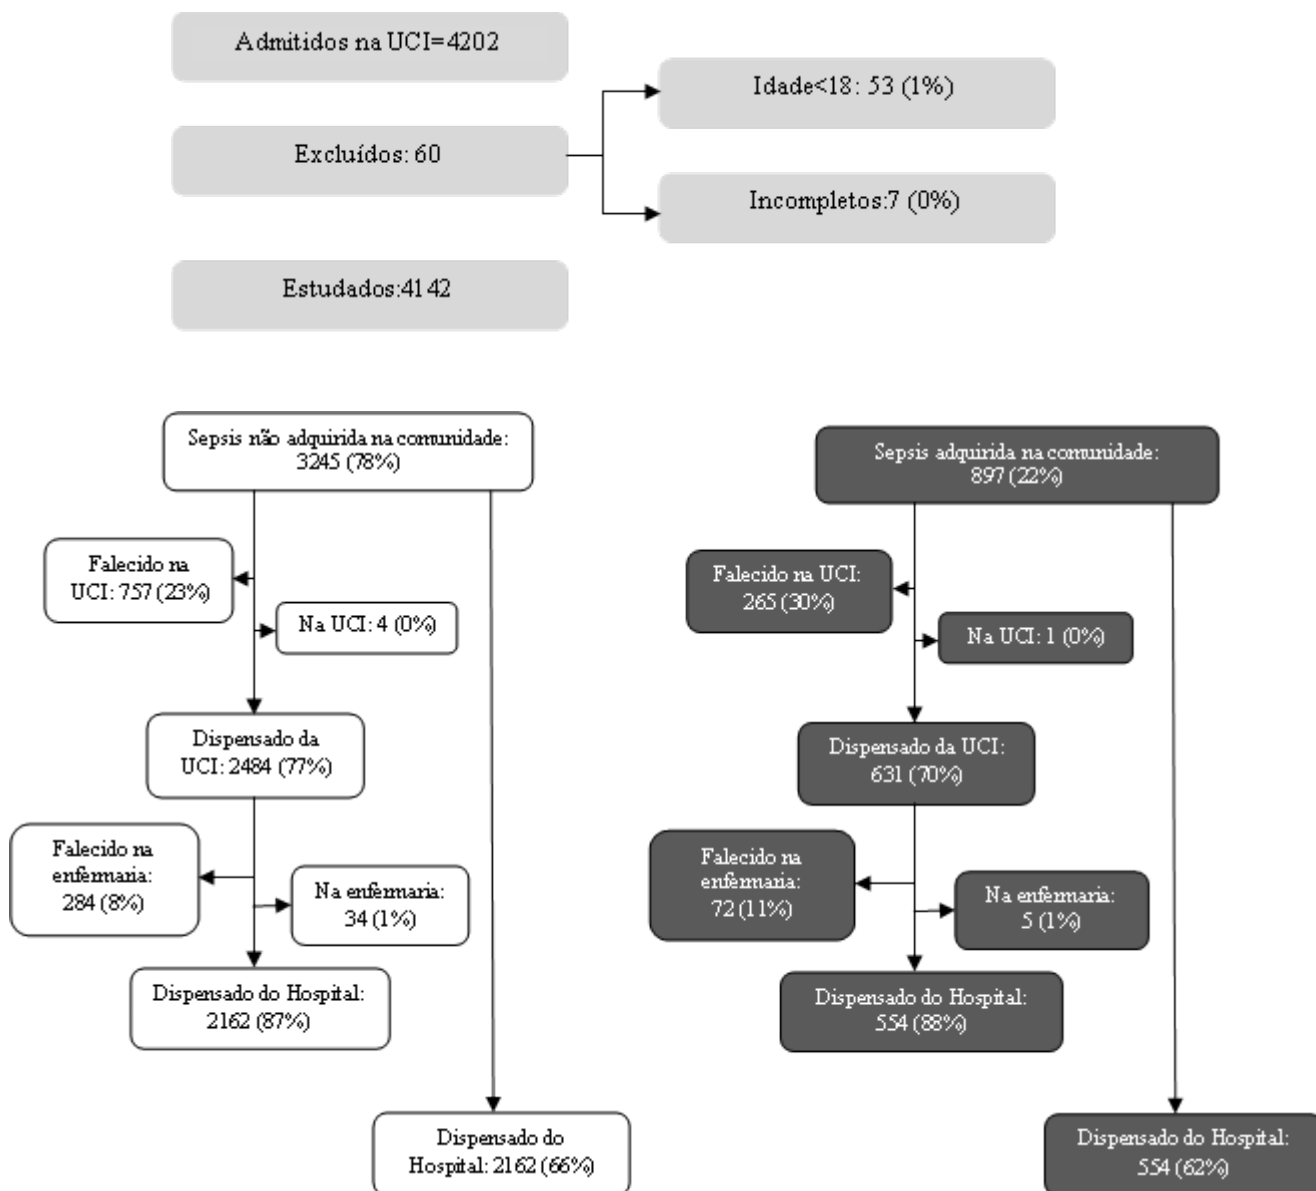 Admitidos na UCI=4202
Idade<18: 53 (1%)
Excluídos: 60
Incompletos:7 (0%)
Estudados:4142
Sepsis não adquirida na comunidade:
3245 (78%)
Falecido na
UCI: 757 (23%)
Na UCI: 4 (0%)
Dispensado da
UCI: 2484 (77%)
Falecido na
enfermaria:
284 (8%)
Na enfermaria:
34 (1%)
Dispensado do Hospital:
2162 (87%)
Dispensado do
Hospital: 2162 (66%)
Sepsis adquirida na comunidade:
897 (22%)
Falecido na UCI:
265 (30%)
Na UCI: 1 (0%)
Dispensado da UCI:
631 (70%)
Falecido na
enfermaria:
72 (11%)
Na enfermaria:
5 (1%)
Dispensado do Hospital:
554 (88%)
Dispensado do Hospital:
554 (62%)